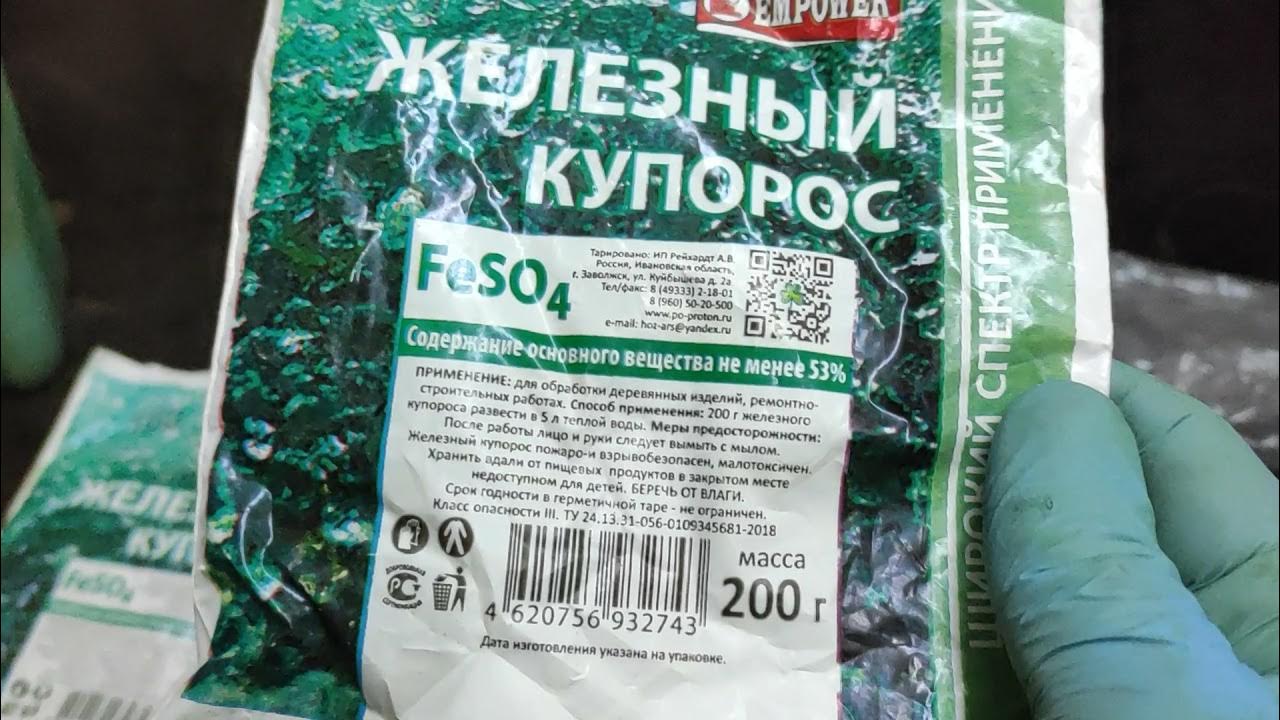 EMPOWER
ЖЕЛЕЗНЫЙ
КУПОРОС
FeSO4
Тарировано: ИП Рейхардт А.В.
Россия, Ивановская область,
г. Заволжск, ул. Куйбышева д. 2а
Тел/факс: 8 (49333) 2-18-01
8 (960) 50-20-500
www.po-proton.ru
e-mail: hoz-ars@yandex.ru
Содержание основного вещества не менее 53%
ПРИМЕНЕНИЕ: для обработки деревянных изделий, ремонтно-
строительных работах. Способ применения: 200 г железного
купороса развести в 5 л теплой воды. Меры предосторожности:
После работы лицо и руки следует вымыть с мылом.
Железный купорос пожаро-и взрывобезопасен, малотоксичен.
Хранить вдали от пищевых продуктов в закрытом месте
недоступном для детей. БЕРЕЧЬ ОТ ВЛАГИ.
Срок годности в герметичной таре - не ограничен.
Класс опасности III. ТУ 24.13.31-056-0109345681-2018
ДОБРОВОЛЬНАЯ
СЕРТИФИКАЦИЯ
масса
200 г
4 620756 932743
Дата изготовления указана на упаковке.
ШИРОКИЙ СПЕКТР ПРИМЕНЕНИ
ЖЕЛЕЗ
КУП
FeSO4